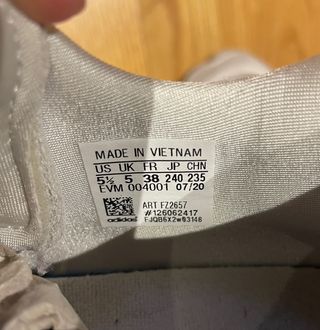 MADE IN VIETNAM
US UK FR JP CHN
5½ 5 38 240 235
EVM 004001 07/20
ART FZ2657
#126062417
adidas FJQB6X2w03148